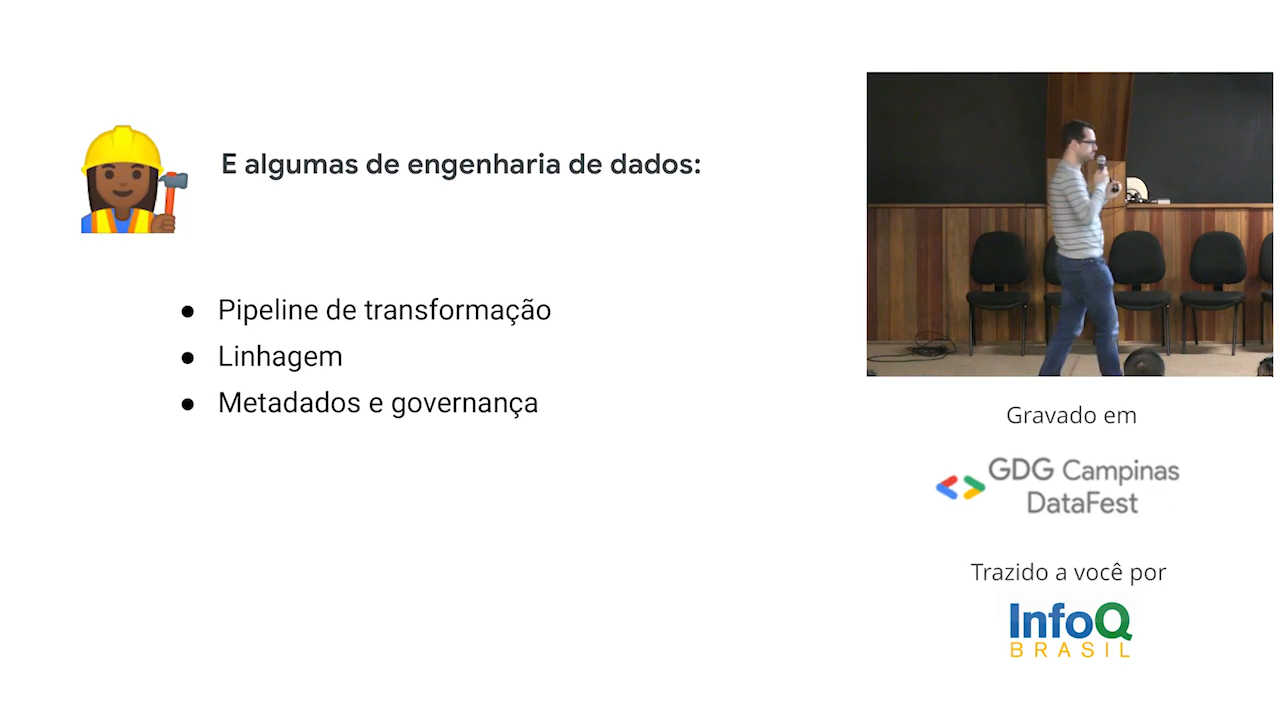 E algumas de engenharia de dados:
● Pipeline de transformação
● Linhagem
● Metadados e governança
Gravado em
GDG Campinas
DataFest
Trazido a você por
InfoQ
BRASIL